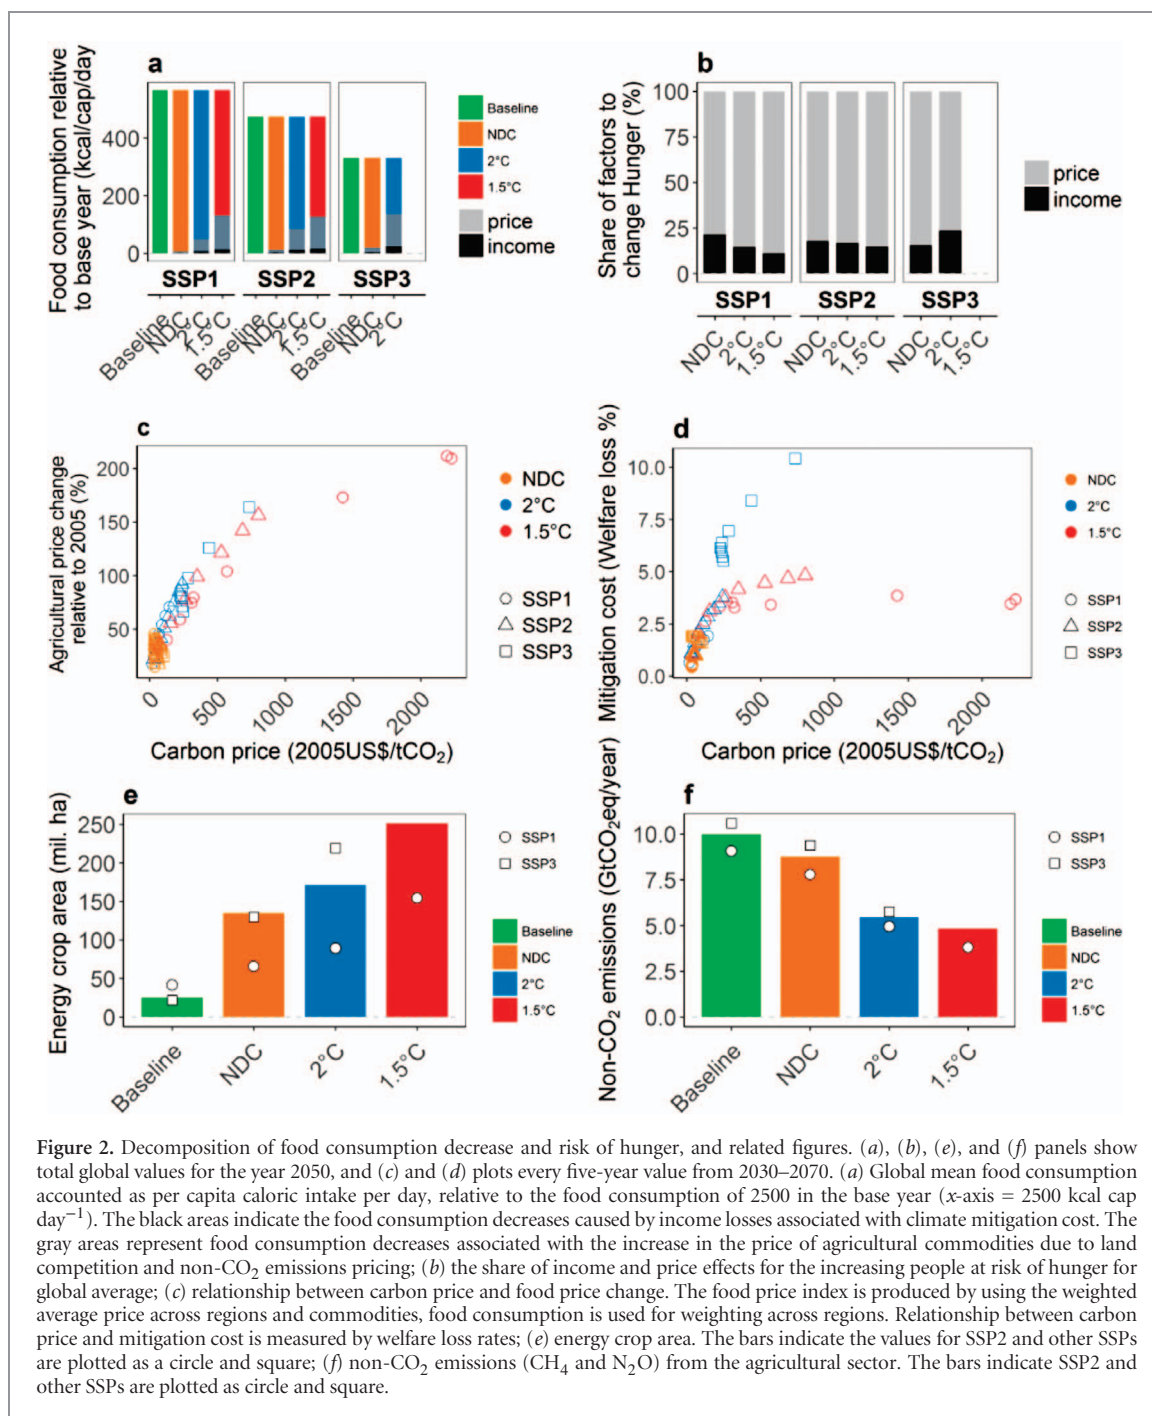 a
Food consumption relative
to base year (kcal/cap/day)
400
200
0
SSP1
SSP2
SSP3
Baseline
NDC
2°C
1.5°C
Baseline
NDC
2°C
1.5°C
Baseline
NDC
2°C
Baseline
NDC
2°C
1.5°C
price
income
b
Share of factors to
change Hunger (%)
100
75
50
25
0
SSP1
SSP2
SSP3
NDC
2°C
1.5°C
NDC
2°C
1.5°C
NDC
2°C
1.5°C
price
income
c
Agricultural price change
relative to 2005 (%)
200
150
100
50
0
500
1000
1500
2000
Carbon price (2005US$/tCO₂)
NDC
2°C
1.5°C
SSP1
SSP2
SSP3
d
Mitigation cost (Welfare loss %)
10.0
7.5
5.0
2.5
0.0
0
500
1000
1500
2000
Carbon price (2005US$/tCO₂)
NDC
2°C
1.5°C
SSP1
SSP2
SSP3
e
Energy crop area (mil. ha)
250
200
150
100
50
0
Baseline
NDC
2°C
1.5°C
SSP1
SSP3
Baseline
NDC
2°C
1.5°C
f
Non-CO₂ emissions (GtCO₂eq/year)
10.0
7.5
5.0
2.5
0.0
Baseline
NDC
2°C
1.5°C
SSP1
SSP3
Baseline
NDC
2°C
1.5°C
Figure 2. Decomposition of food consumption decrease and risk of hunger, and related figures. (a), (b), (e), and (f) panels show
total global values for the year 2050, and (c) and (d) plots every five-year value from 2030–2070. (a) Global mean food consumption
accounted as per capita caloric intake per day, relative to the food consumption of 2500 in the base year (x-axis = 2500 kcal cap
day⁻¹). The black areas indicate the food consumption decreases caused by income losses associated with climate mitigation cost. The
gray areas represent food consumption decreases associated with the increase in the price of agricultural commodities due to land
competition and non-CO₂ emissions pricing; (b) the share of income and price effects for the increasing people at risk of hunger for
global average; (c) relationship between carbon price and food price change. The food price index is produced by using the weighted
average price across regions and commodities, food consumption is used for weighting across regions. Relationship between carbon
price and mitigation cost is measured by welfare loss rates; (e) energy crop area. The bars indicate the values for SSP2 and other SSPs
are plotted as a circle and square; (f) non-CO₂ emissions (CH₄ and N₂O) from the agricultural sector. The bars indicate SSP2 and
other SSPs are plotted as circle and square.